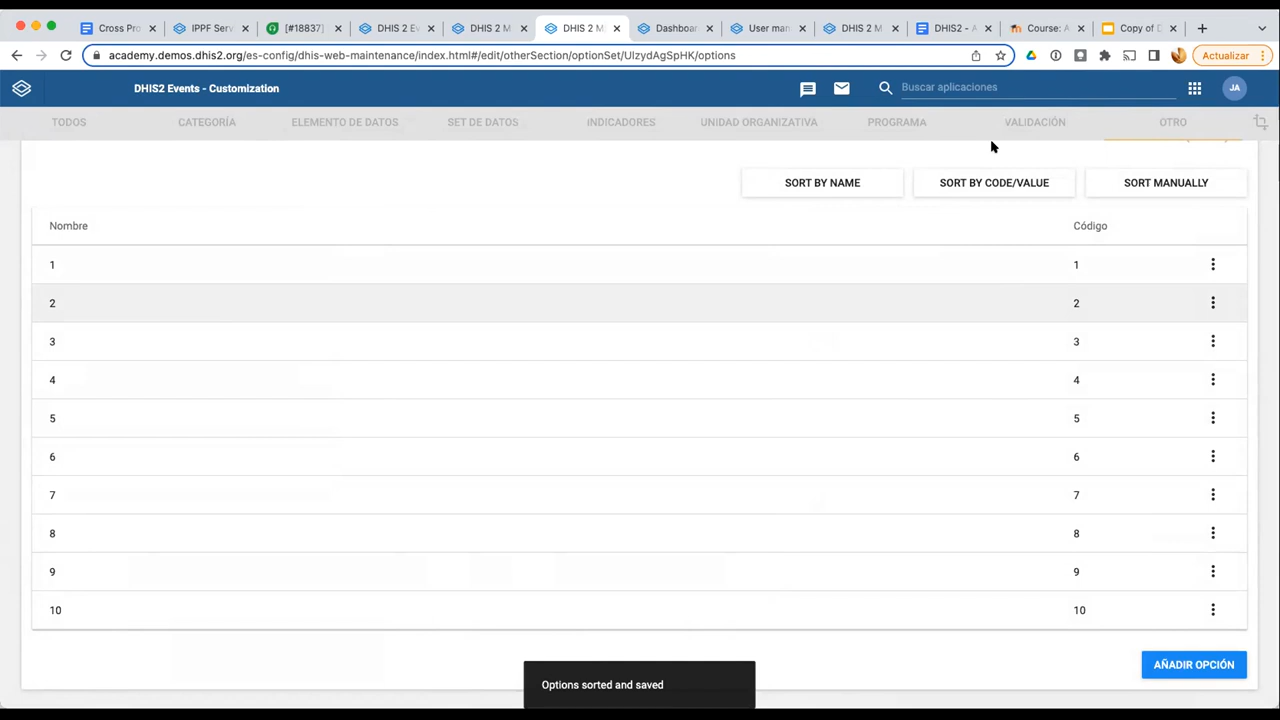 Cross Pro
IPPF Serv
[#18837]
DHIS 2 Ev
DHIS 2 M
DHIS 2 M
Dashboar
User man
DHIS 2 M
DHIS2 - A
Course: A
Copy of D
academy.demos.dhis2.org/es-config/dhis-web-maintenance/index.html#/edit/otherSection/optionSet/UIzydAgSpHK/options
Actualizar
DHIS2 Events - Customization
Buscar aplicaciones
JA
TODOS CATEGORÍA ELEMENTO DE DATOS SET DE DATOS INDICADORES UNIDAD ORGANIZATIVA PROGRAMA VALIDACIÓN OTRO
SORT BY NAME SORT BY CODE/VALUE SORT MANUALLY
Nombre Código
1 1
2 2
3 3
4 4
5 5
6 6
7 7
8 8
9 9
10 10
AÑADIR OPCIÓN
Options sorted and saved